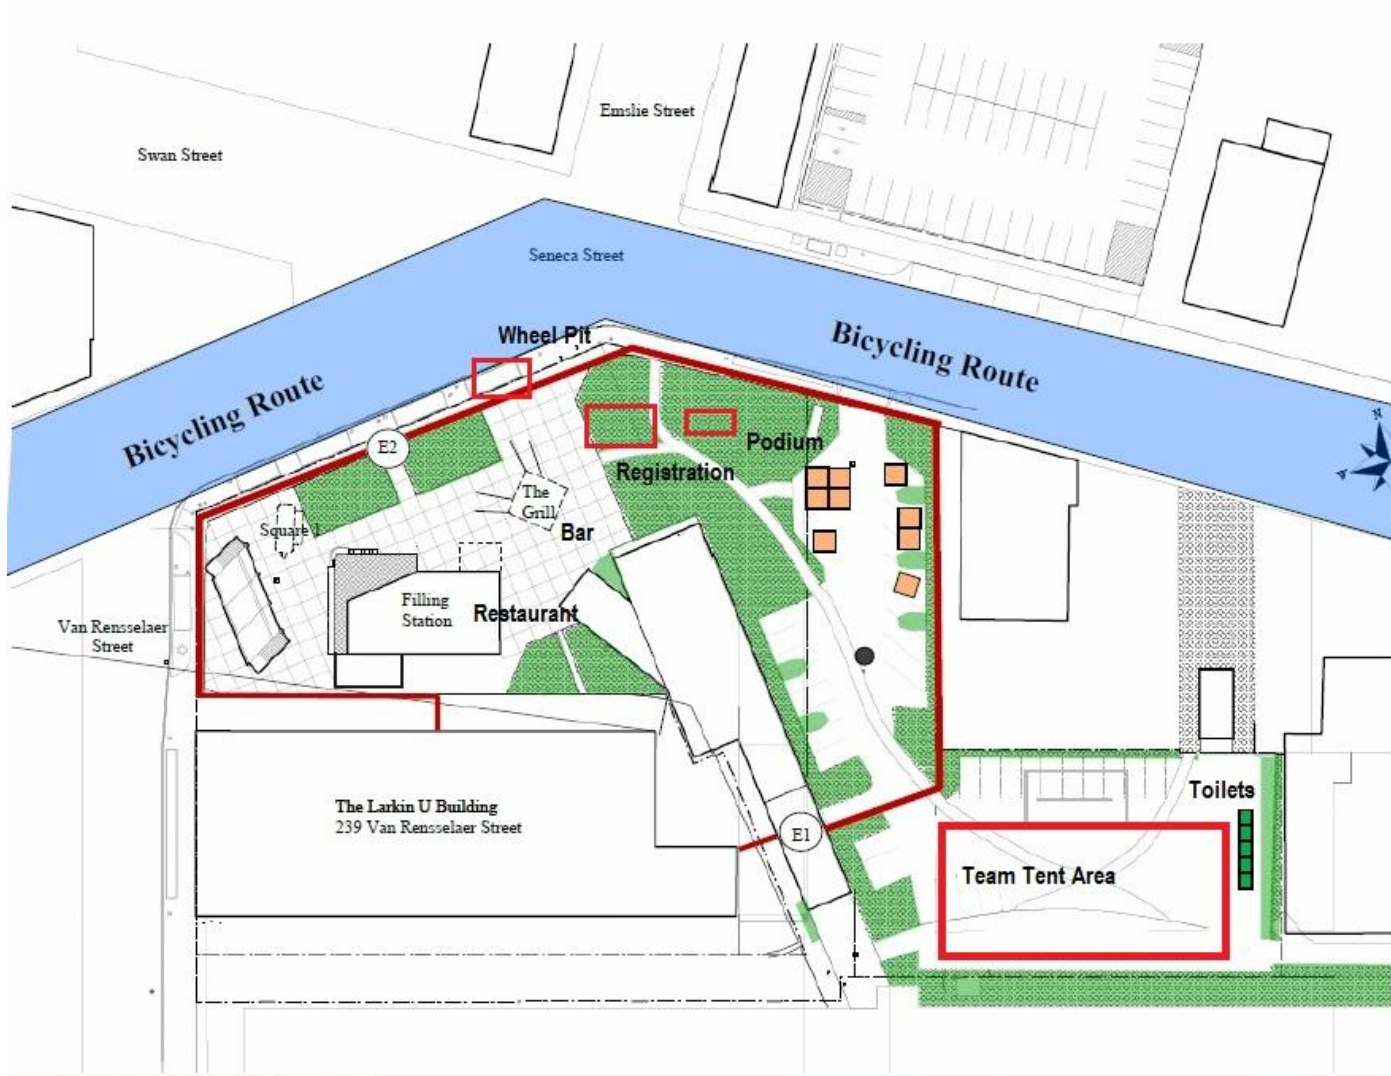 Emslie Street
Swan Street
Seneca Street
Wheel Pit
Bicycling Route
Bicycling Route
N
E2
Podium
Registration
The
Grill
Square 1
Bar
Filling
Station
Restaurant
Van Rensselaer
Street
The Larkin U Building
239 Van Rensselaer Street
E1
Toilets
Team Tent Area